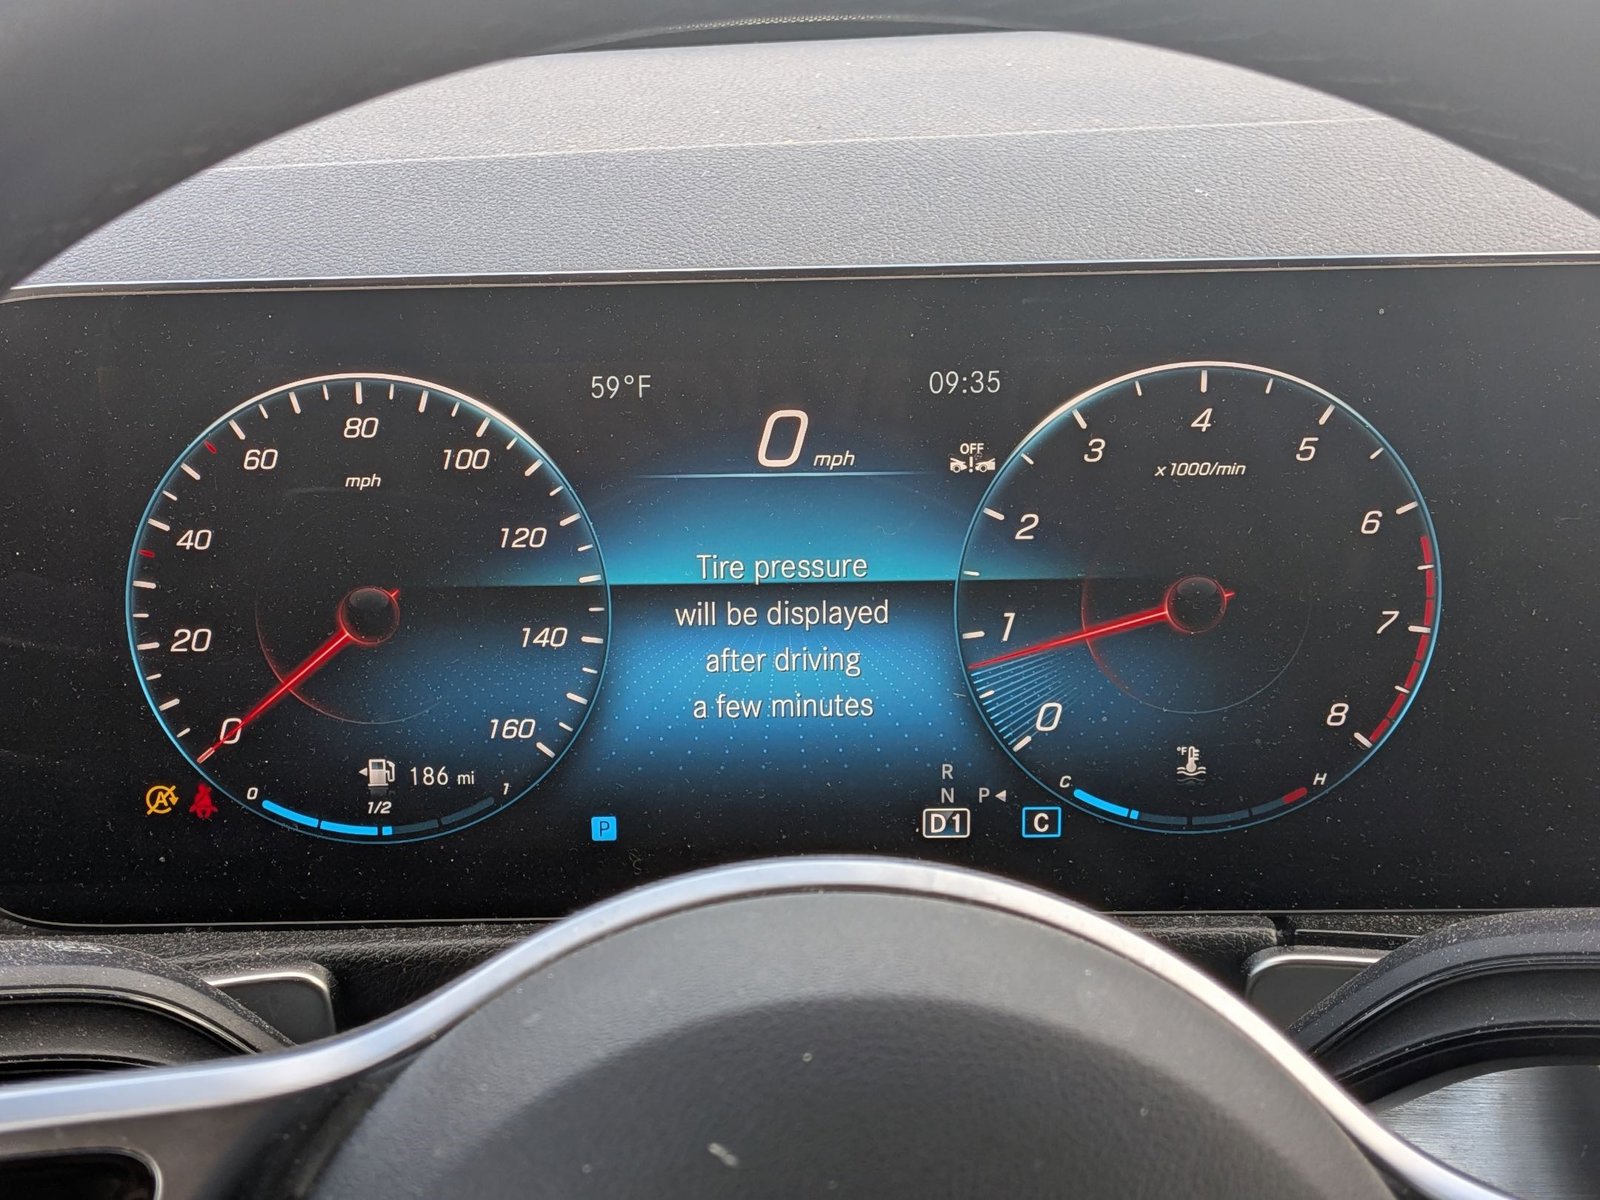 59°F
09:35
0 mph
OFF
80
60
100
mph
40
120
20
140
0
160
186 mi
0
1/2
1
Tire pressure
will be displayed
after driving
a few minutes
4
3
5
x 1000/min
2
6
1
7
0
8
°F
C
H
R
N
P
D1
C
P
A